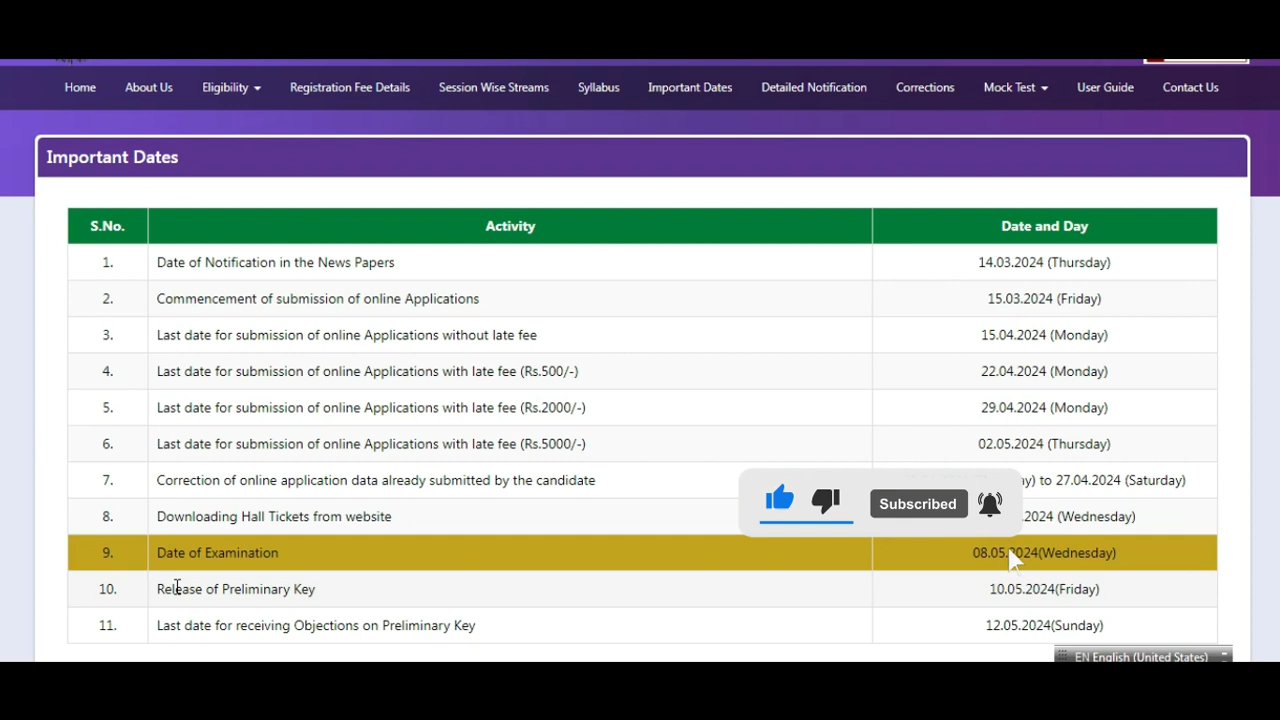 Home About Us Eligibility Registration Fee Details Session Wise Streams Syllabus Important Dates Detailed Notification Corrections Mock Test User Guide Contact Us
Important Dates
S.No. Activity Date and Day
1. Date of Notification in the News Papers 14.03.2024 (Thursday)
2. Commencement of submission of online Applications 15.03.2024 (Friday)
3. Last date for submission of online Applications without late fee 15.04.2024 (Monday)
4. Last date for submission of online Applications with late fee (Rs.500/-) 22.04.2024 (Monday)
5. Last date for submission of online Applications with late fee (Rs.2000/-) 29.04.2024 (Monday)
6. Last date for submission of online Applications with late fee (Rs.5000/-) 02.05.2024 (Thursday)
7. Correction of online application data already submitted by the candidate to 27.04.2024 (Saturday)
Subscribed
8. Downloading Hall Tickets from website 2024 (Wednesday)
9. Date of Examination 08.05.2024(Wednesday)
10. Release of Preliminary Key 10.05.2024(Friday)
11. Last date for receiving Objections on Preliminary Key 12.05.2024(Sunday)
EN English (United States)